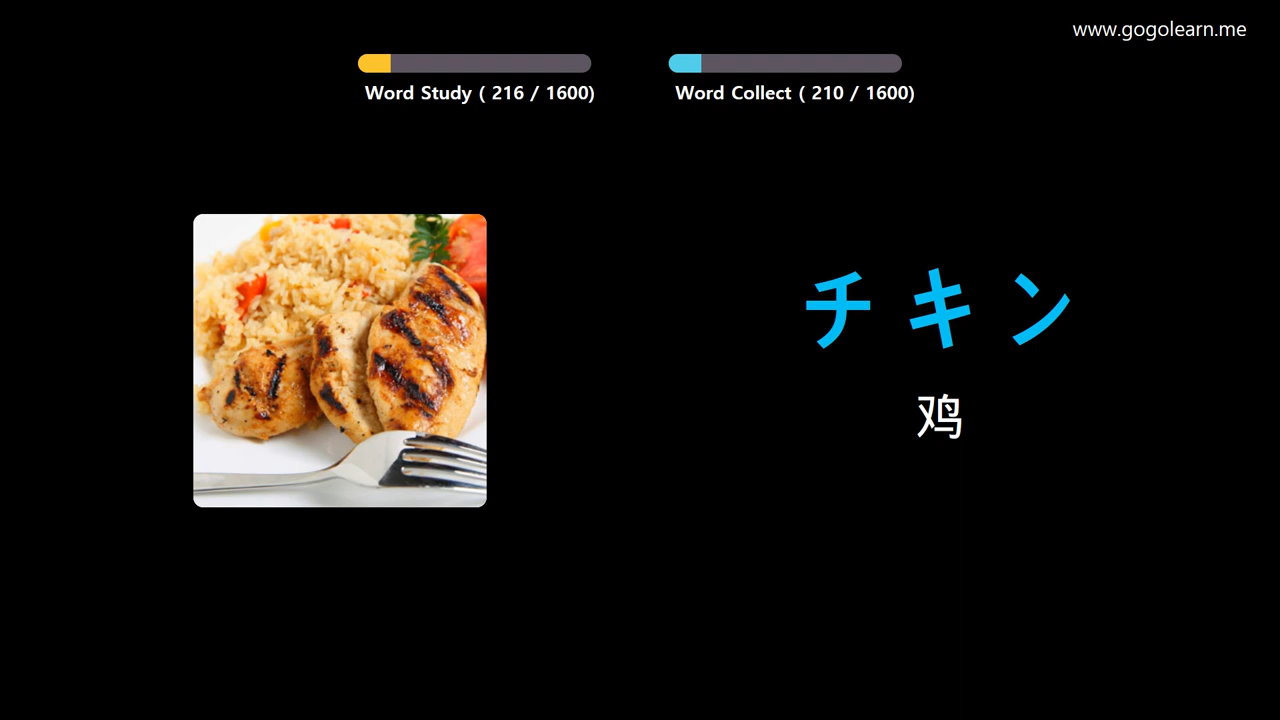 www.gogolearn.me
Word Study ( 216 / 1600)
Word Collect ( 210 / 1600)
チキン
鸡